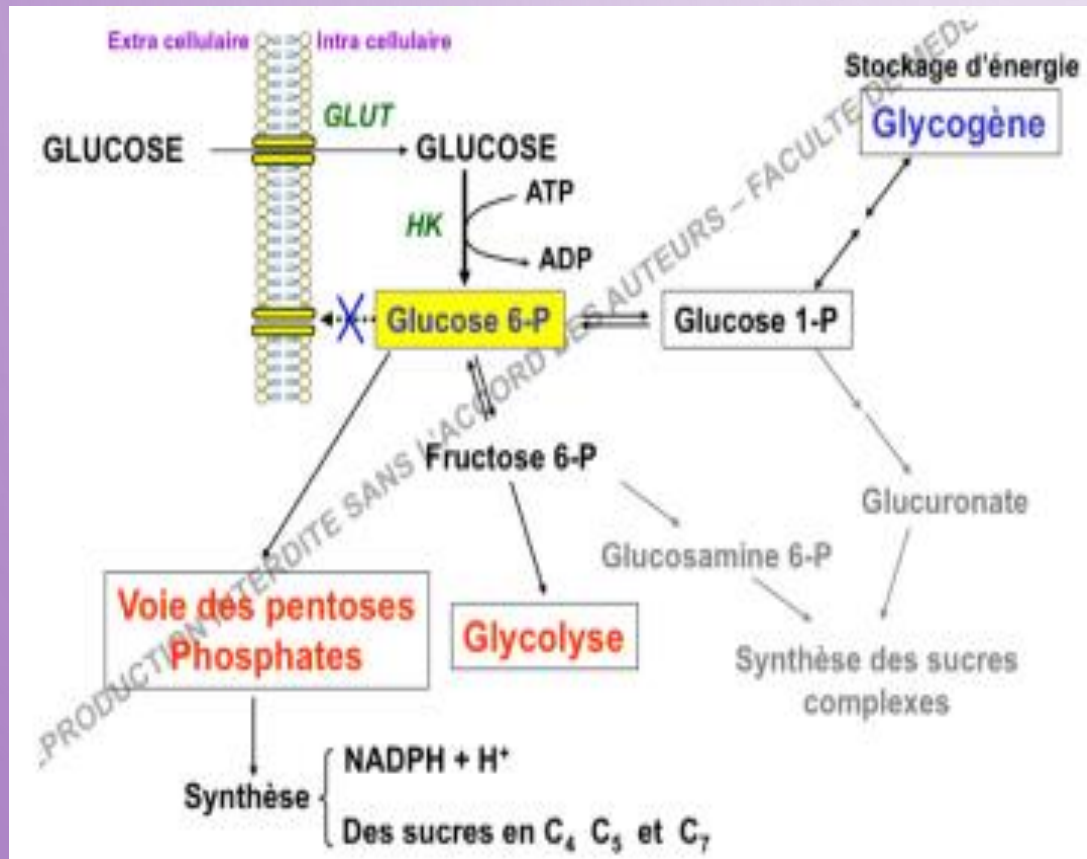 Extra cellulaire
Intra cellulaire
Stockage d'énergie
GLUT
Glycogène
GLUCOSE
GLUCOSE
ATP
HK
ADP
Glucose 6-P
Glucose 1-P
Fructose 6-P
Glucuronate
Glucosamine 6-P
Voie des pentoses
Phosphates
Glycolyse
Synthèse des sucres
complexes
NADPH + H⁺
Synthèse
Des sucres en C₄ C₅ et C₇
PRODUCTION INTERDITE SANS L'ACCORD DES AUTEURS – FACULTE DE MEDE